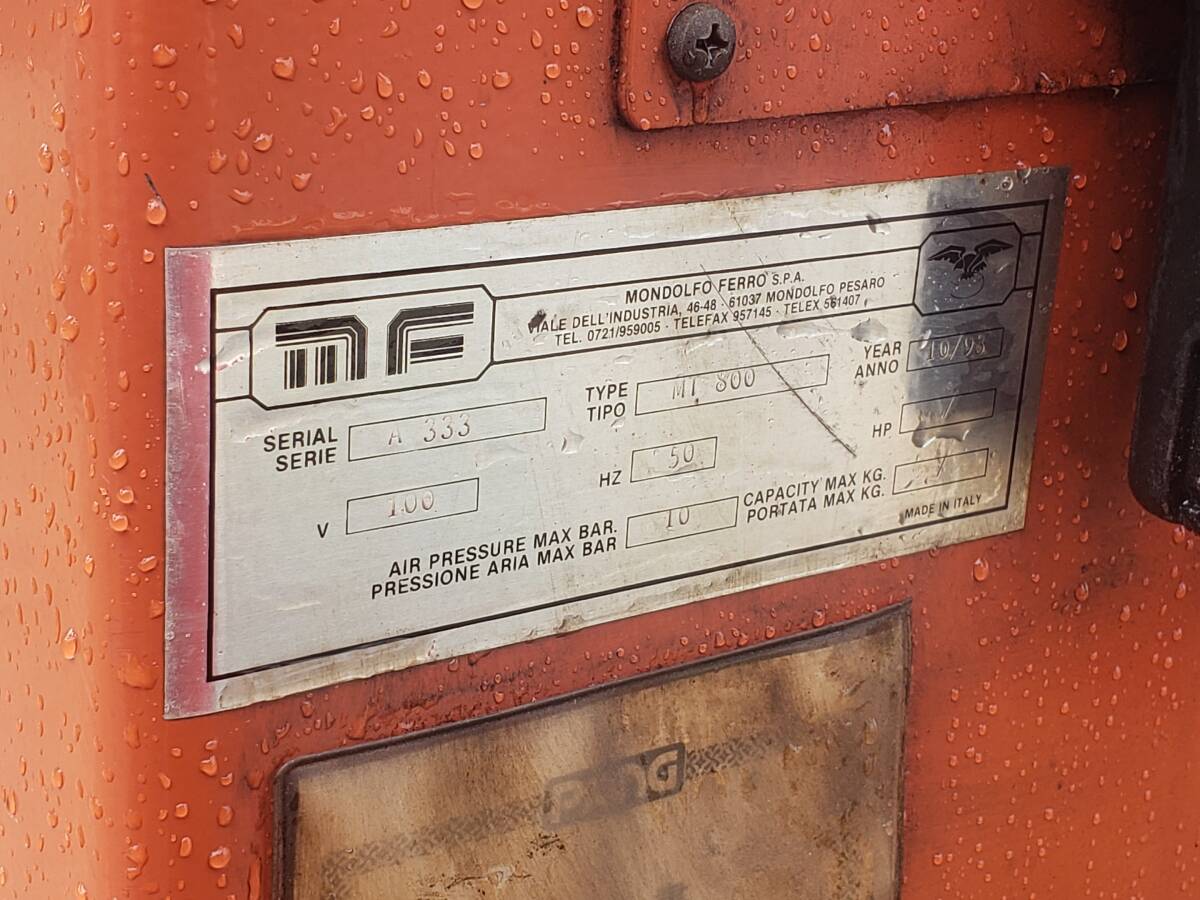 MONDOLFO FERRO S.P.A.
VIALE DELL'INDUSTRIA, 46-48 - 61037 MONDOLFO PESARO
TEL. 0721/959005 - TELEFAX 957145 - TELEX 561407
SERIAL
SERIE
A 333
TYPE
TIPO
MT 800
YEAR
ANNO
10/98
V
100
HZ
50
HP
AIR PRESSURE MAX BAR.
PRESSIONE ARIA MAX BAR
10
CAPACITY MAX KG.
PORTATA MAX KG.
MADE IN ITALY